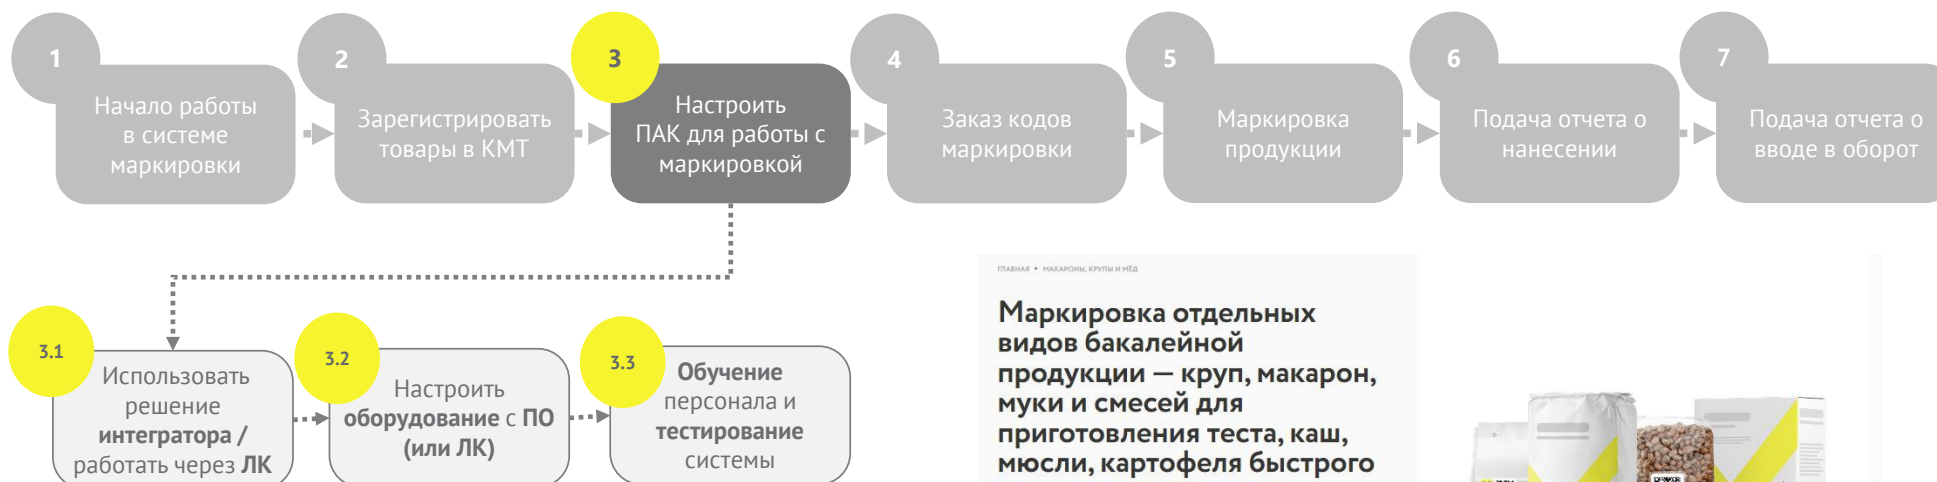 1
Начало работы
в системе
маркировки
2
Зарегистрировать
товары в КМТ
3
Настроить
ПАК для работы с
маркировкой
4
Заказ кодов
маркировки
5
Маркировка
продукции
6
Подача отчета о
нанесении
7
Подача отчета о
вводе в оборот
3.1
Использовать
решение
интегратора /
работать через ЛК
3.2
Настроить
оборудование с ПО
(или ЛК)
3.3
Обучение
персонала и
тестирование
системы
ГЛАВНАЯ • МАКАРОНЫ, КРУПЫ И МЁД
Маркировка отдельных
видов бакалейной
продукции — круп, макарон,
муки и смесей для
приготовления теста, каш,
мюсли, картофеля быстрого